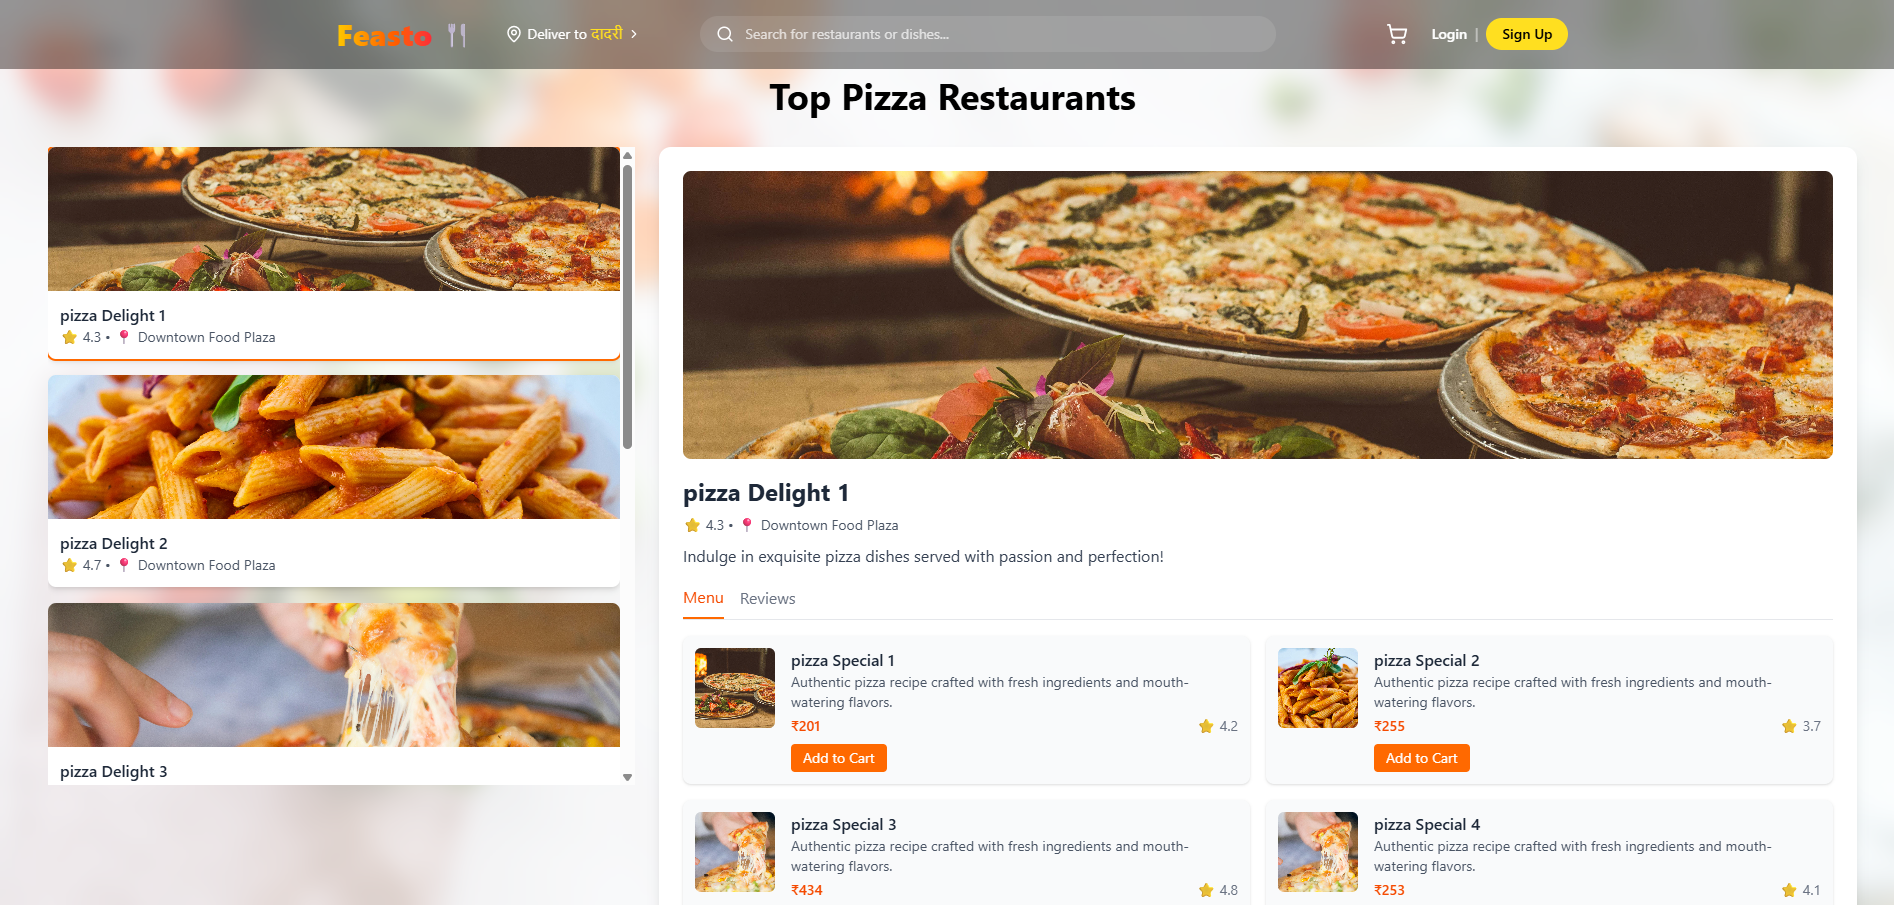 Feasto
Deliver to दादरी
Search for restaurants or dishes...
Login | Sign Up
Top Pizza Restaurants
pizza Delight 1
4.3 • Downtown Food Plaza
pizza Delight 2
4.7 • Downtown Food Plaza
pizza Delight 3
pizza Delight 1
4.3 • Downtown Food Plaza
Indulge in exquisite pizza dishes served with passion and perfection!
Menu Reviews
pizza Special 1
Authentic pizza recipe crafted with fresh ingredients and mouth-
watering flavors.
₹201 4.2
Add to Cart
pizza Special 2
Authentic pizza recipe crafted with fresh ingredients and mouth-
watering flavors.
₹255 3.7
Add to Cart
pizza Special 3
Authentic pizza recipe crafted with fresh ingredients and mouth-
watering flavors.
₹434 4.8
pizza Special 4
Authentic pizza recipe crafted with fresh ingredients and mouth-
watering flavors.
₹253 4.1